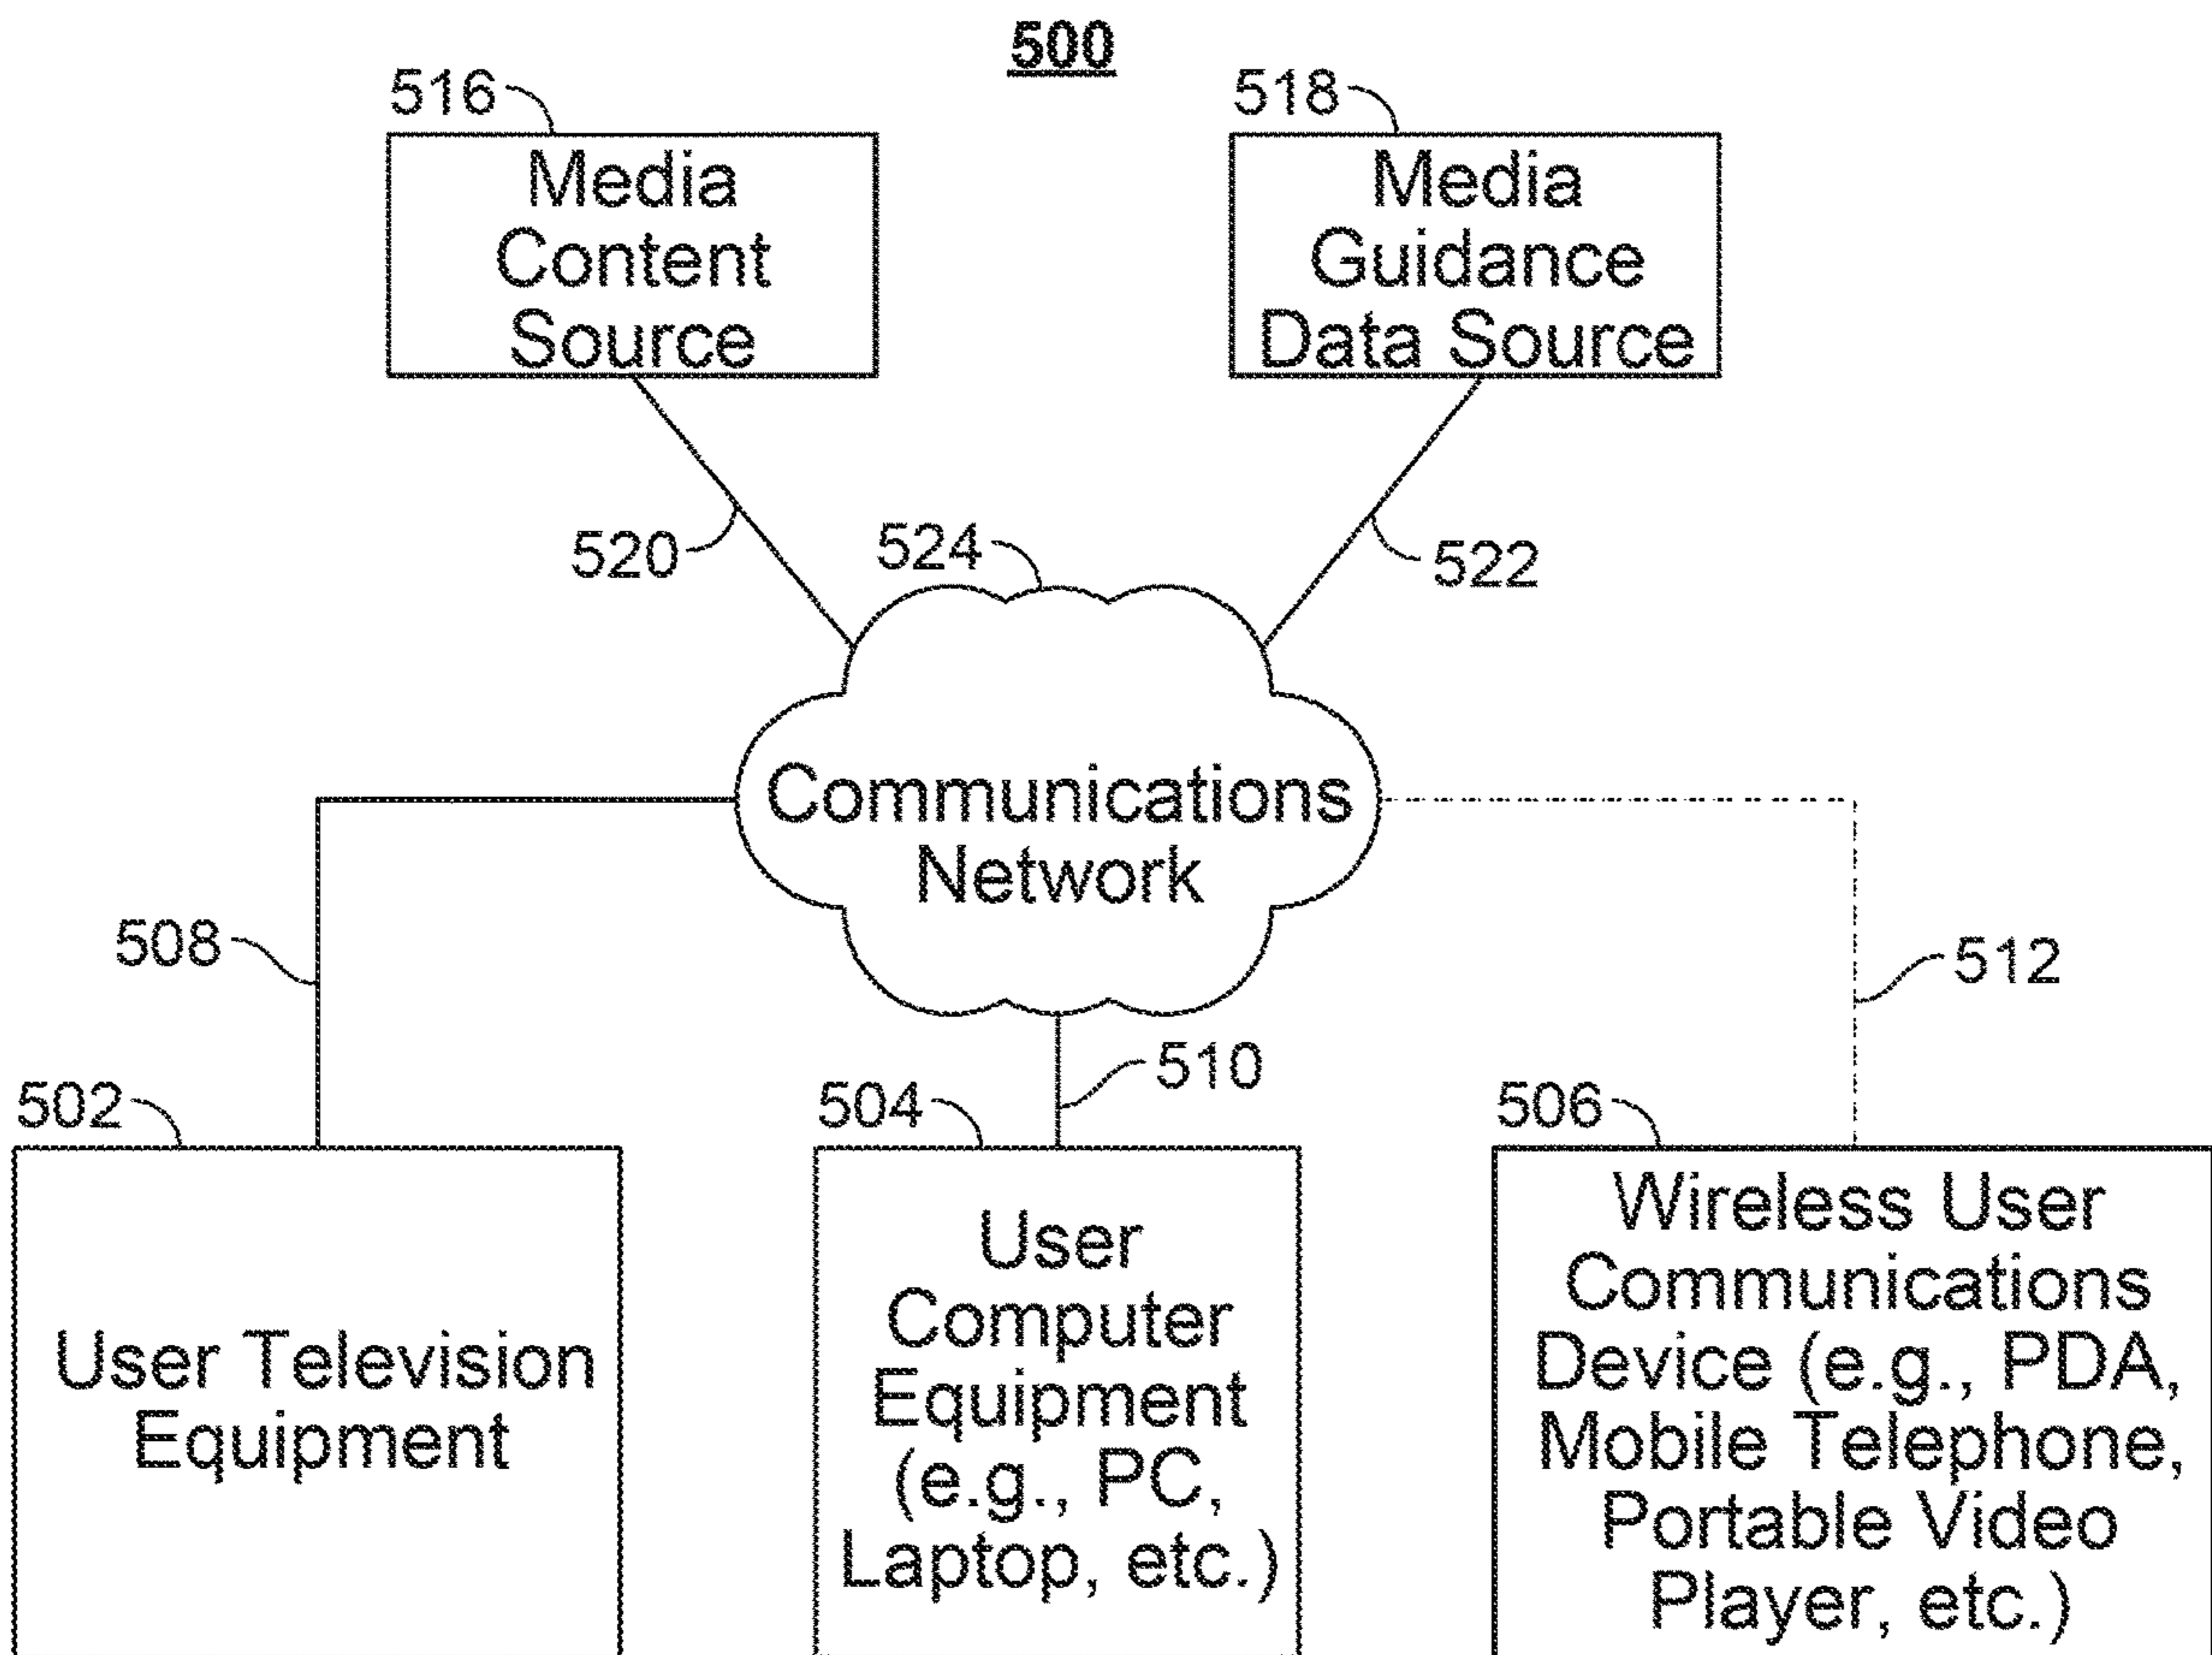 500
516
518
Media
Content
Source
Media
Guidance
Data Source
520
524
522
Communications
Network
508
512
510
502
504
506
User Television
Equipment
User
Computer
Equipment
(e.g., PC,
Laptop, etc.)
Wireless User
Communications
Device (e.g., PDA,
Mobile Telephone,
Portable Video
Player, etc.)